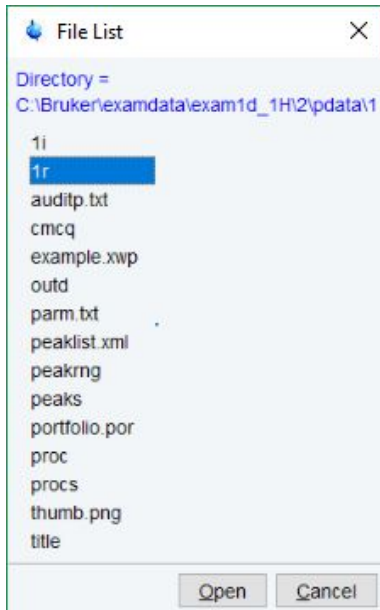 File List
Directory =
C:\Bruker\examdata\exam1d_1H\2\pdata\1
1i
1r
auditp.txt
cmcq
example.xwp
outd
parm.txt
peaklist.xml
peakrng
peaks
portfolio.por
proc
procs
thumb.png
title
Open Cancel